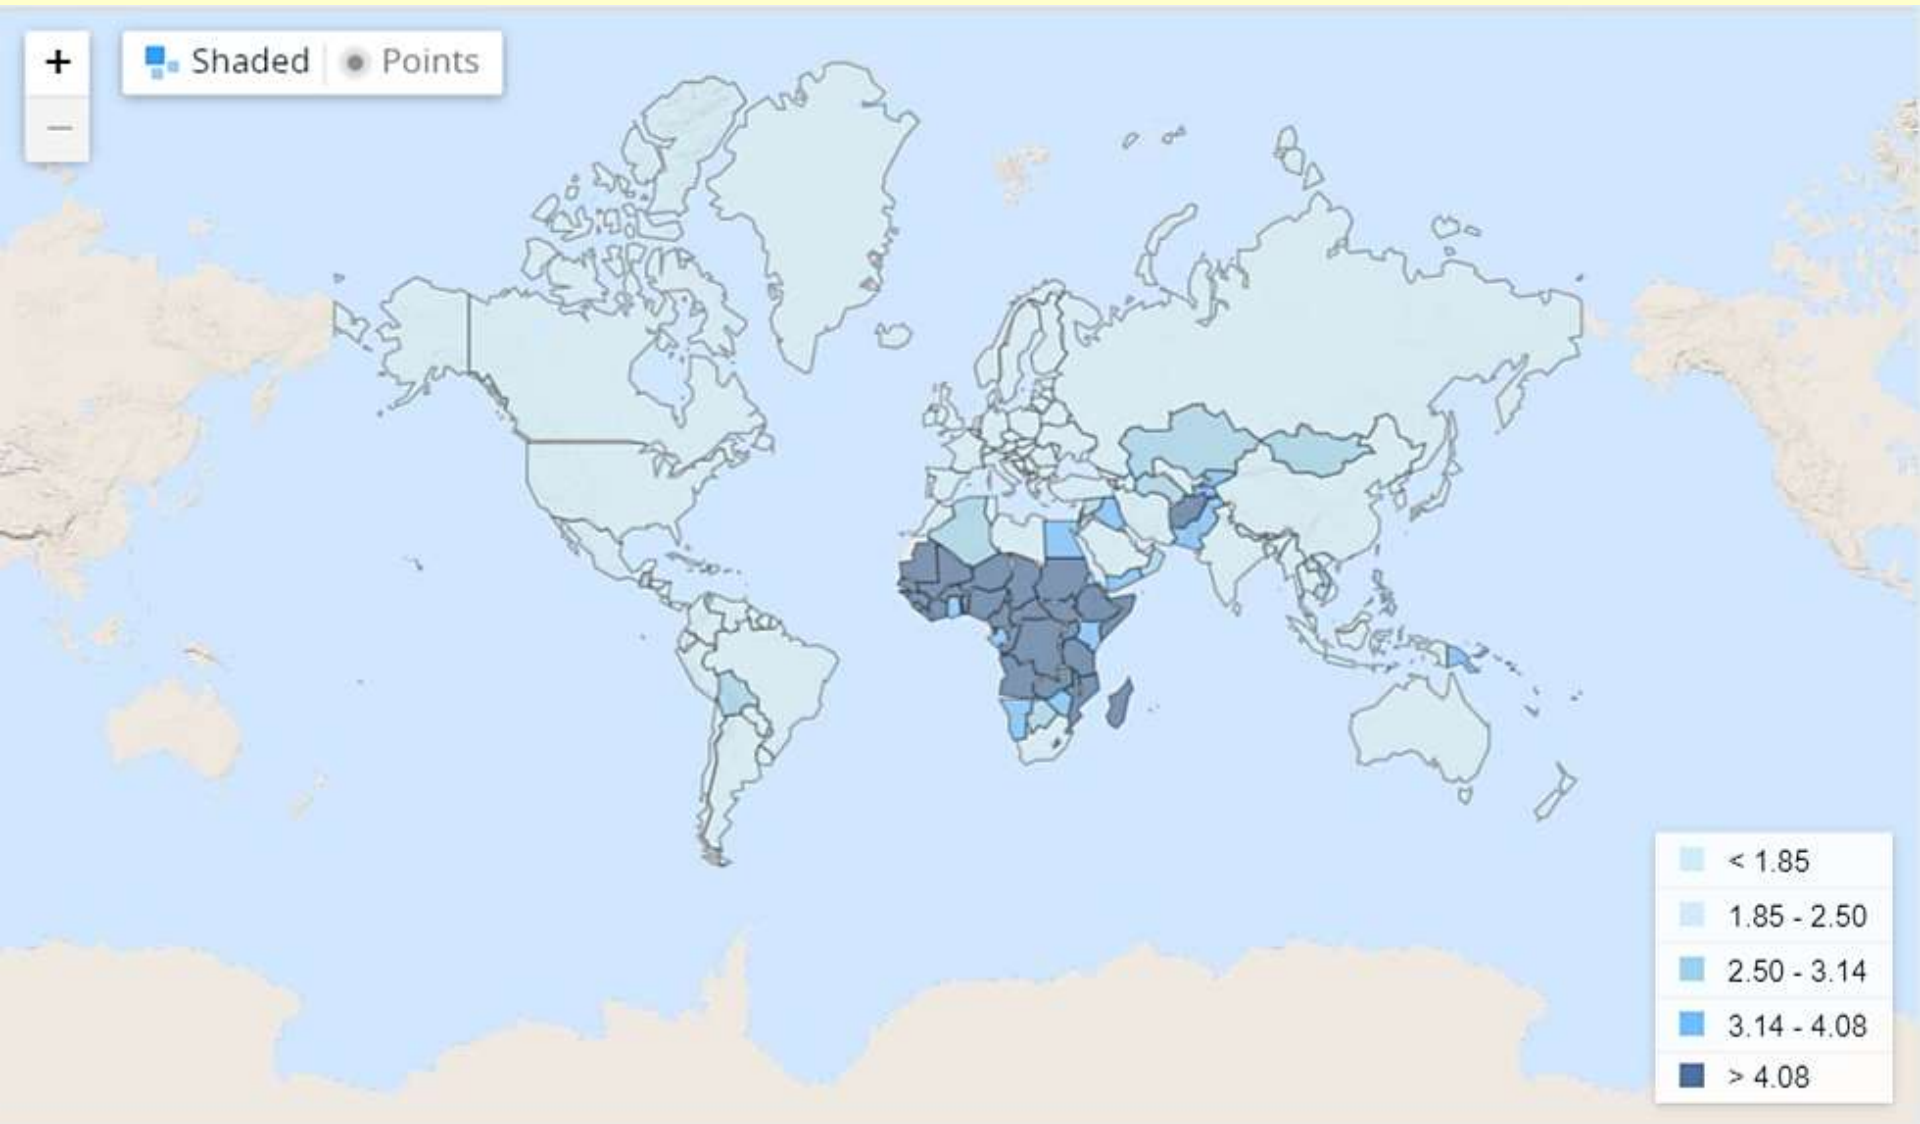 +
Shaded Points
−
< 1.85
1.85 - 2.50
2.50 - 3.14
3.14 - 4.08
> 4.08